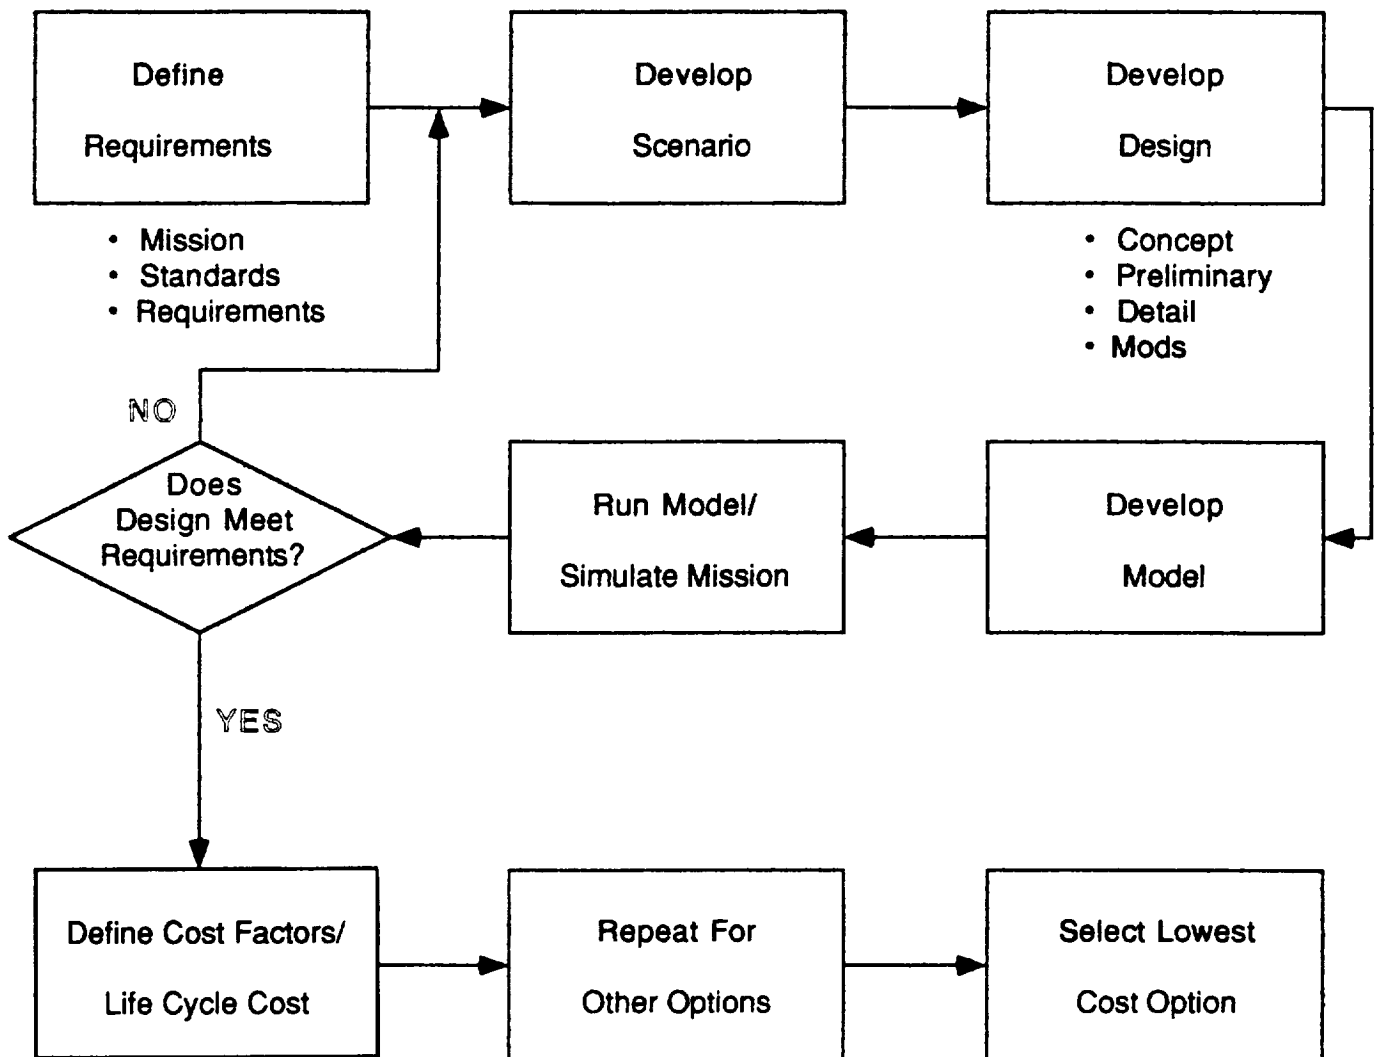 Define
Requirements
Develop
Scenario
Develop
Design
• Mission
• Standards
• Requirements
• Concept
• Preliminary
• Detail
• Mods
NO
Does
Design Meet
Requirements?
Run Model/
Simulate Mission
Develop
Model
YES
Define Cost Factors/
Life Cycle Cost
Repeat For
Other Options
Select Lowest
Cost Option